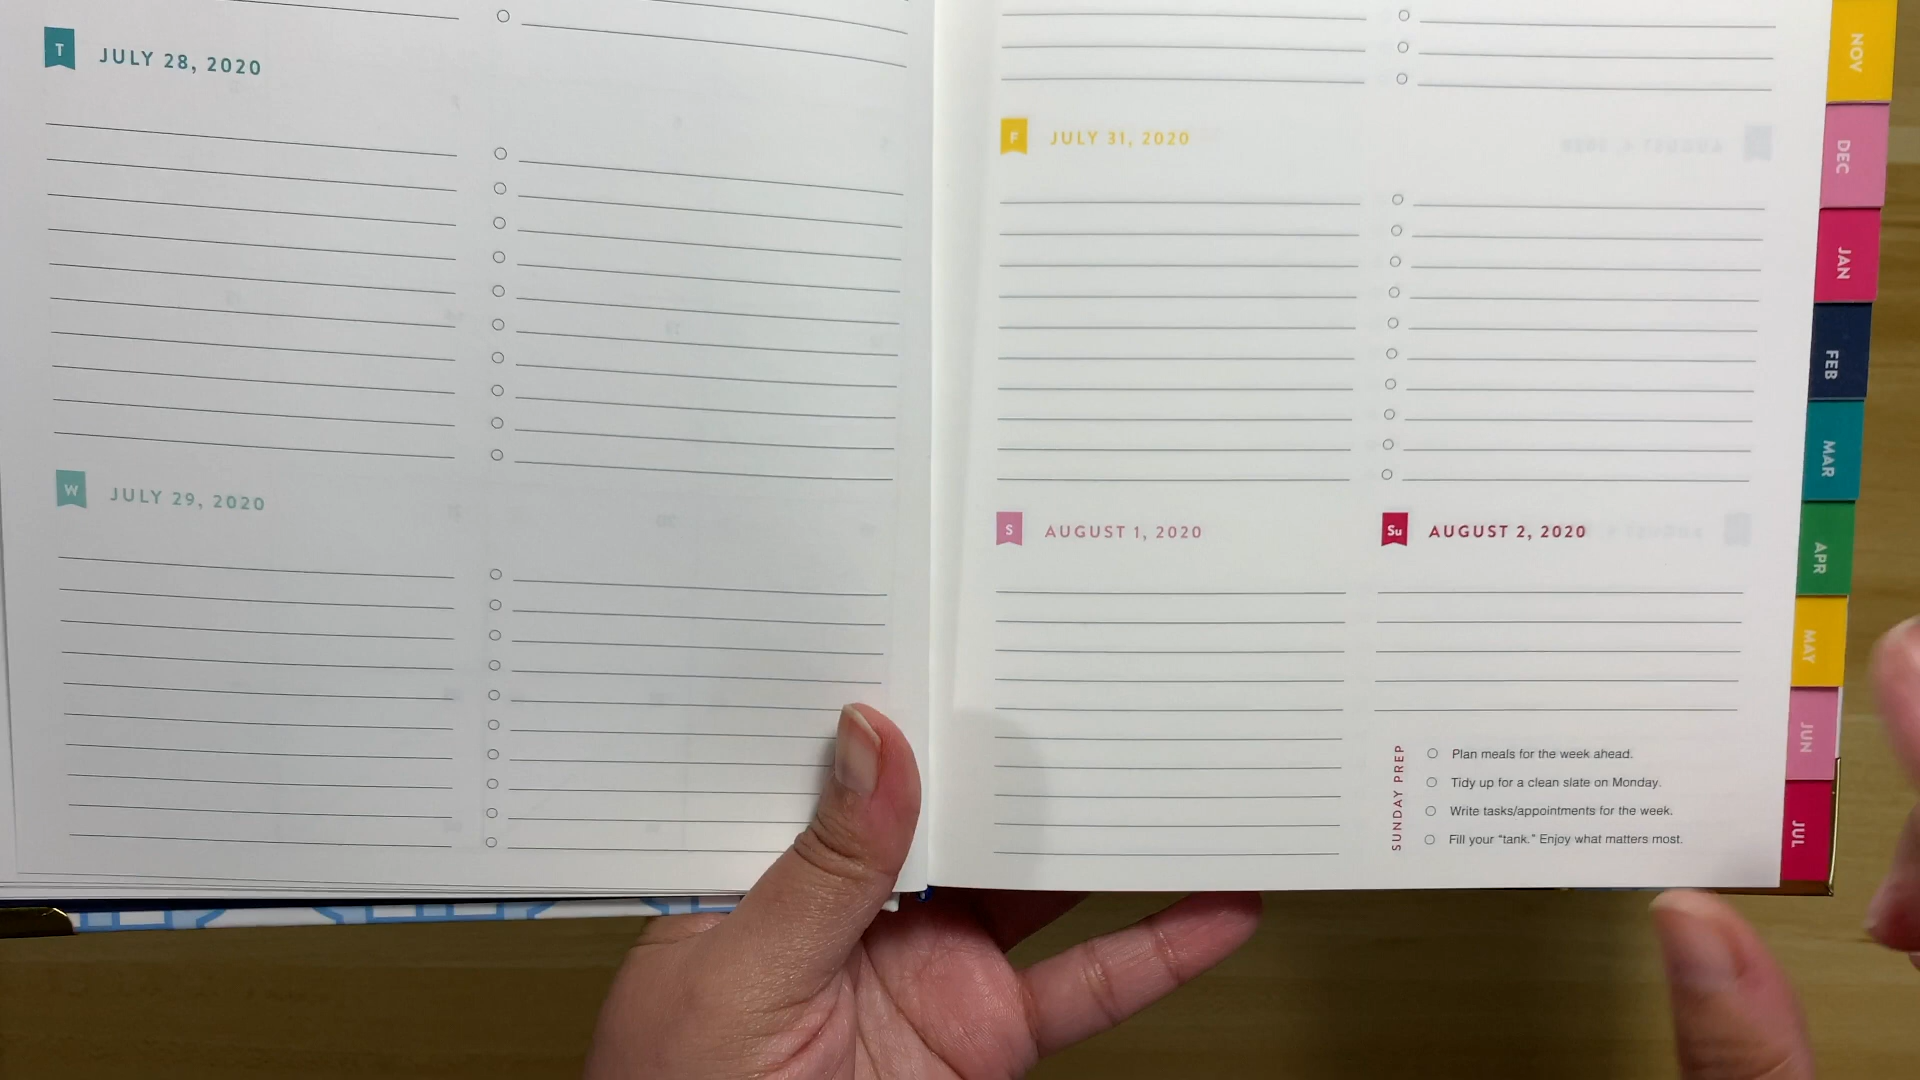 T JULY 28, 2020
W JULY 29, 2020
F JULY 31, 2020
S AUGUST 1, 2020
Su AUGUST 2, 2020
SUNDAY PREP
Plan meals for the week ahead.
Tidy up for a clean slate on Monday.
Write tasks/appointments for the week.
Fill your "tank." Enjoy what matters most.
NOV
DEC
JAN
FEB
MAR
APR
MAY
JUN
JUL